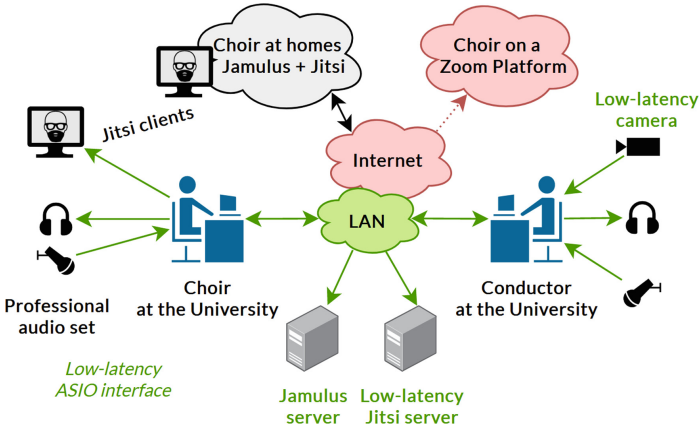 Choir at homes
Jamulus + Jitsi
Choir on a
Zoom Platform
Low-latency
camera
Jitsi clients
Internet
LAN
Professional
audio set
Choir
at the University
Conductor
at the University
Low-latency
ASIO interface
Jamulus
server
Low-latency
Jitsi server